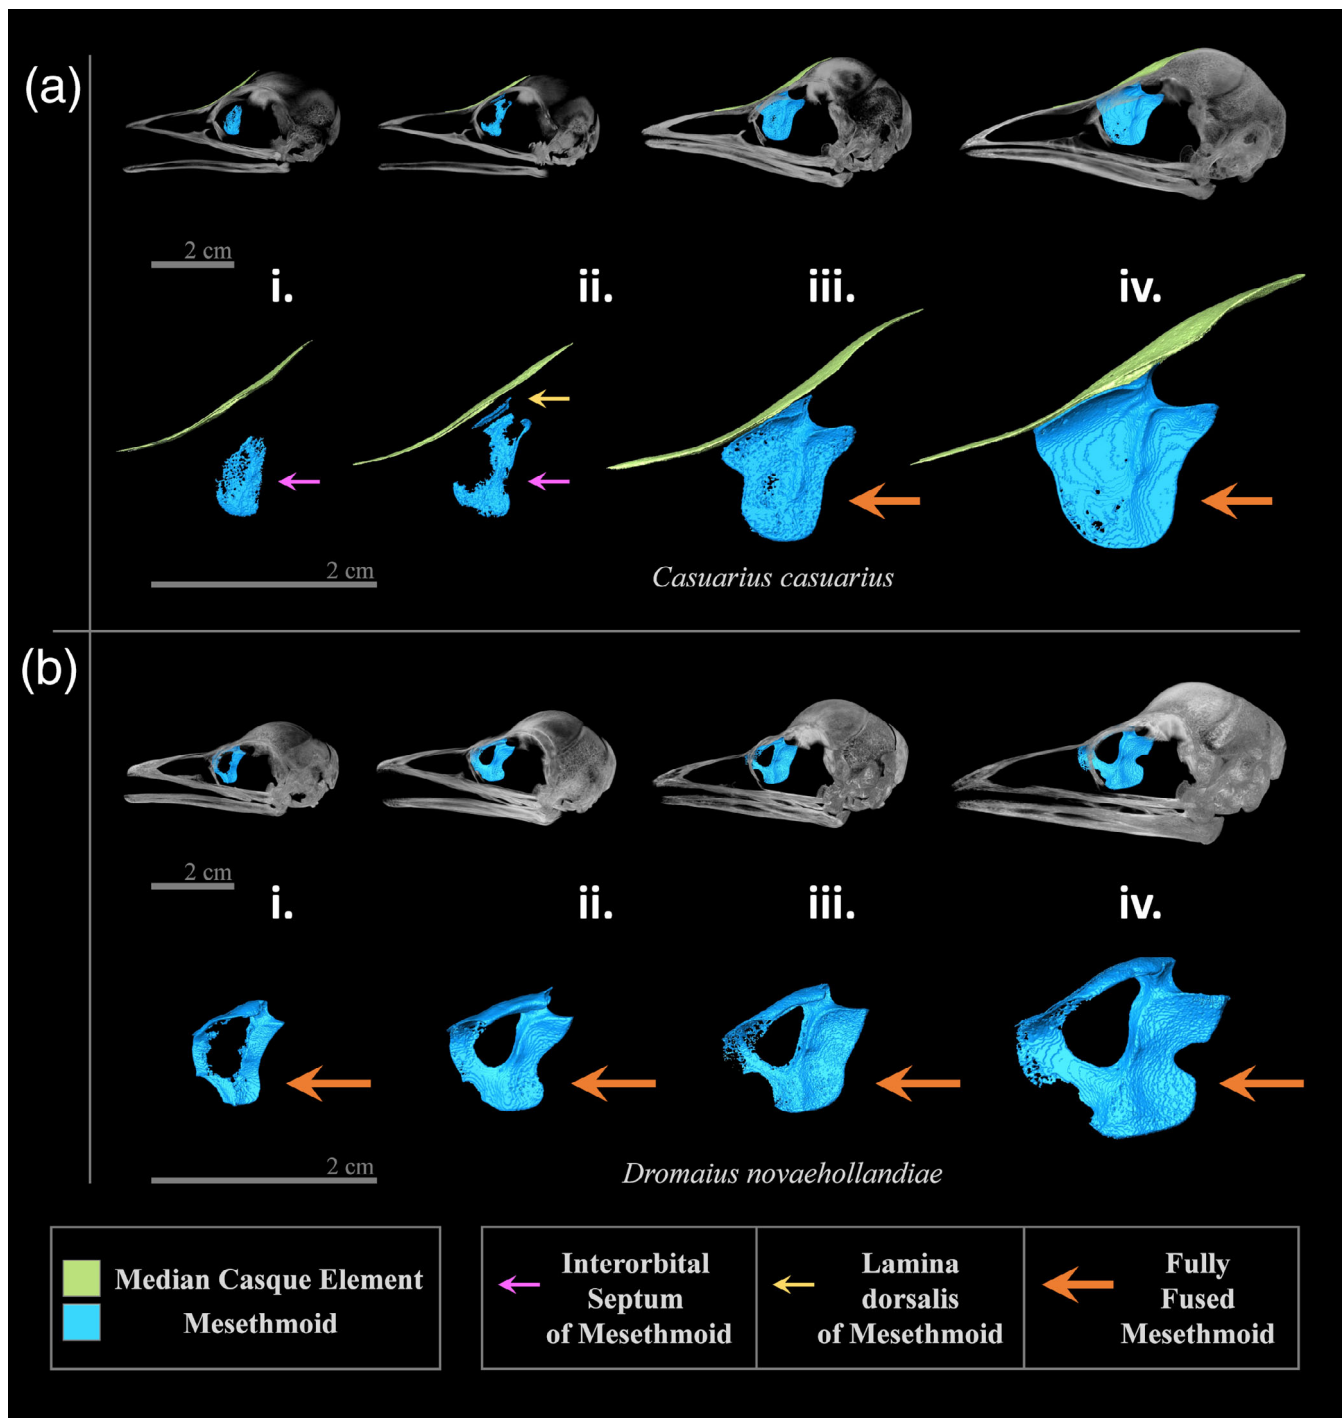 (a)
2 cm
i.
ii.
iii.
iv.
2 cm
Casuarius casuarius
(b)
2 cm
i.
ii.
iii.
iv.
2 cm
Dromaius novaehollandiae
Median Casque Element
Mesethmoid
Interorbital
Septum
of Mesethmoid
Lamina
dorsalis
of Mesethmoid
Fully
Fused
Mesethmoid